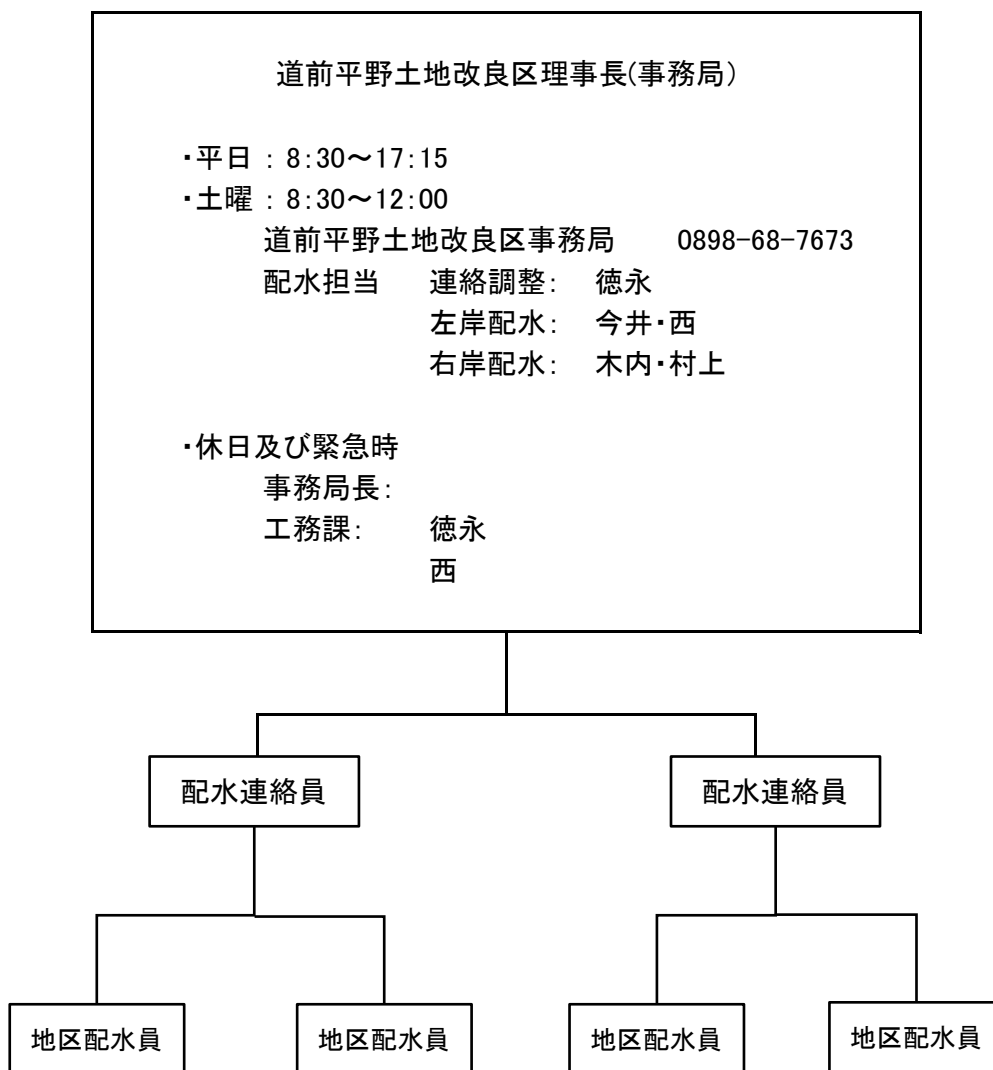 道前平野土地改良区理事長(事務局)
・平日 : 8:30～17:15
・土曜 : 8:30～12:00
道前平野土地改良区事務局 0898-68-7673
配水担当 連絡調整: 徳永
左岸配水: 今井・西
右岸配水: 木内・村上
・休日及び緊急時
事務局長:
工務課: 徳永
西
配水連絡員 配水連絡員
地区配水員 地区配水員 地区配水員 地区配水員